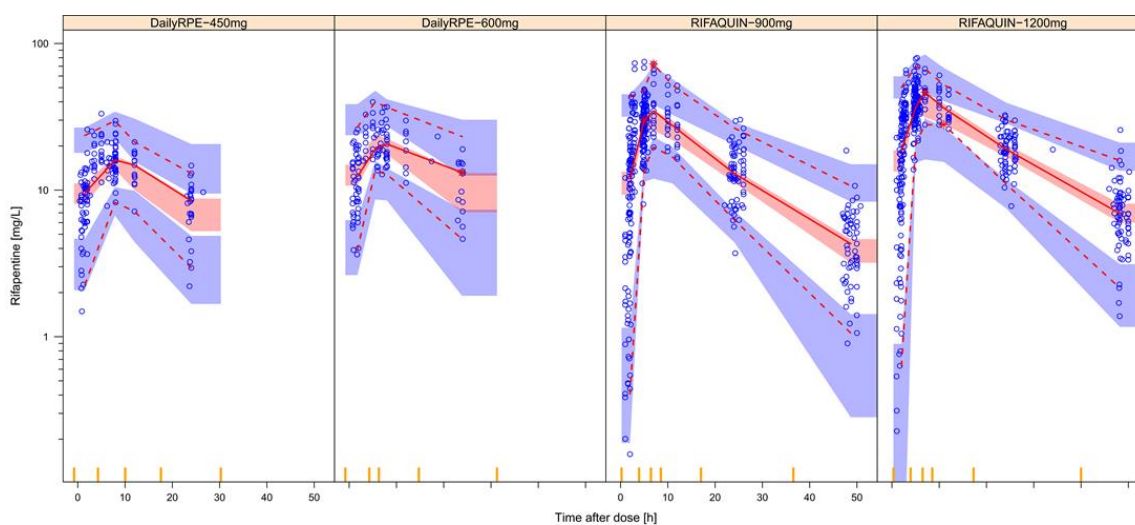 DailyRPE−450mg
DailyRPE−600mg
RIFAQUIN−900mg
RIFAQUIN−1200mg
100
10
1
Rifapentine [mg/L]
0 10 20 30 40 50
0 10 20 30 40 50
Time after dose [h]